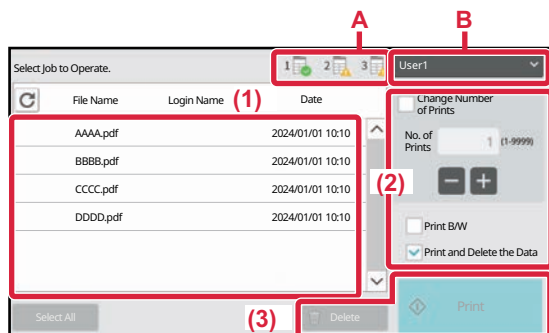 A
B
Select Job to Operate.
1
2
3
User1
File Name
Login Name
(1)
Date
AAAA.pdf
2024/01/01 10:10
BBBB.pdf
2024/01/01 10:10
CCCC.pdf
2024/01/01 10:10
DDDD.pdf
2024/01/01 10:10
Change Number
of Prints
No. of
Prints
1
(1-9999)
(2)
Print B/W
Print and Delete the Data
Select All
(3)
Delete
Print